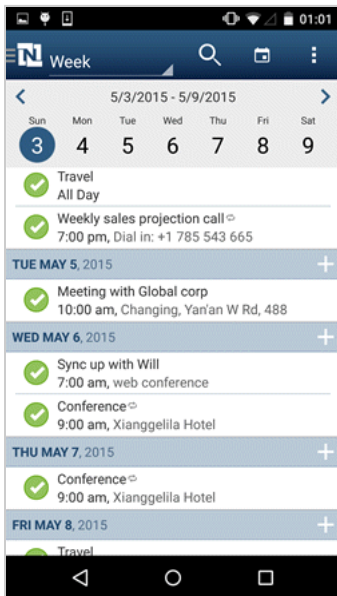 01:01
N Week
5/3/2015 - 5/9/2015
Sun Mon Tue Wed Thu Fri Sat
3 4 5 6 7 8 9
Travel
All Day
Weekly sales projection call
7:00 pm, Dial in: +1 785 543 665
TUE MAY 5, 2015
Meeting with Global corp
10:00 am, Changing, Yan'an W Rd, 488
WED MAY 6, 2015
Sync up with Will
7:00 am, web conference
Conference
9:00 am, Xianggelila Hotel
THU MAY 7, 2015
Conference
9:00 am, Xianggelila Hotel
FRI MAY 8, 2015
Travel